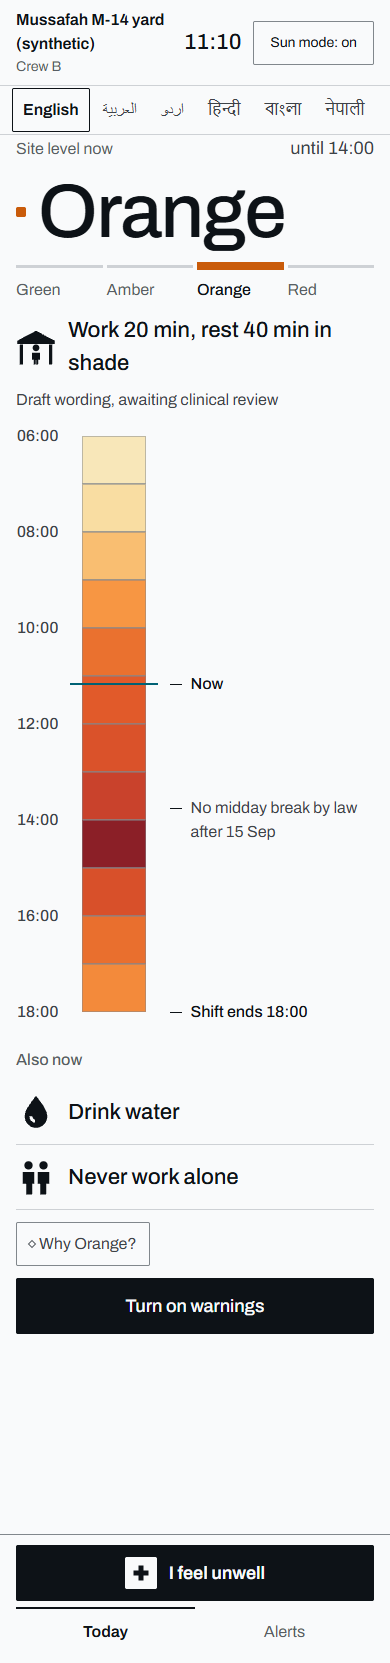 Mussafah M-14 yard
(synthetic)
Crew B
11:10
Sun mode: on
English
العربية
اردو
हिन्दी
বাংলা
नेपाली
Site level now
until 14:00
Orange
Green
Amber
Orange
Red
Work 20 min, rest 40 min in
shade
Draft wording, awaiting clinical review
06:00
08:00
10:00
Now
12:00
No midday break by law
after 15 Sep
14:00
16:00
18:00
Shift ends 18:00
Also now
Drink water
Never work alone
Why Orange?
Turn on warnings
I feel unwell
Today
Alerts